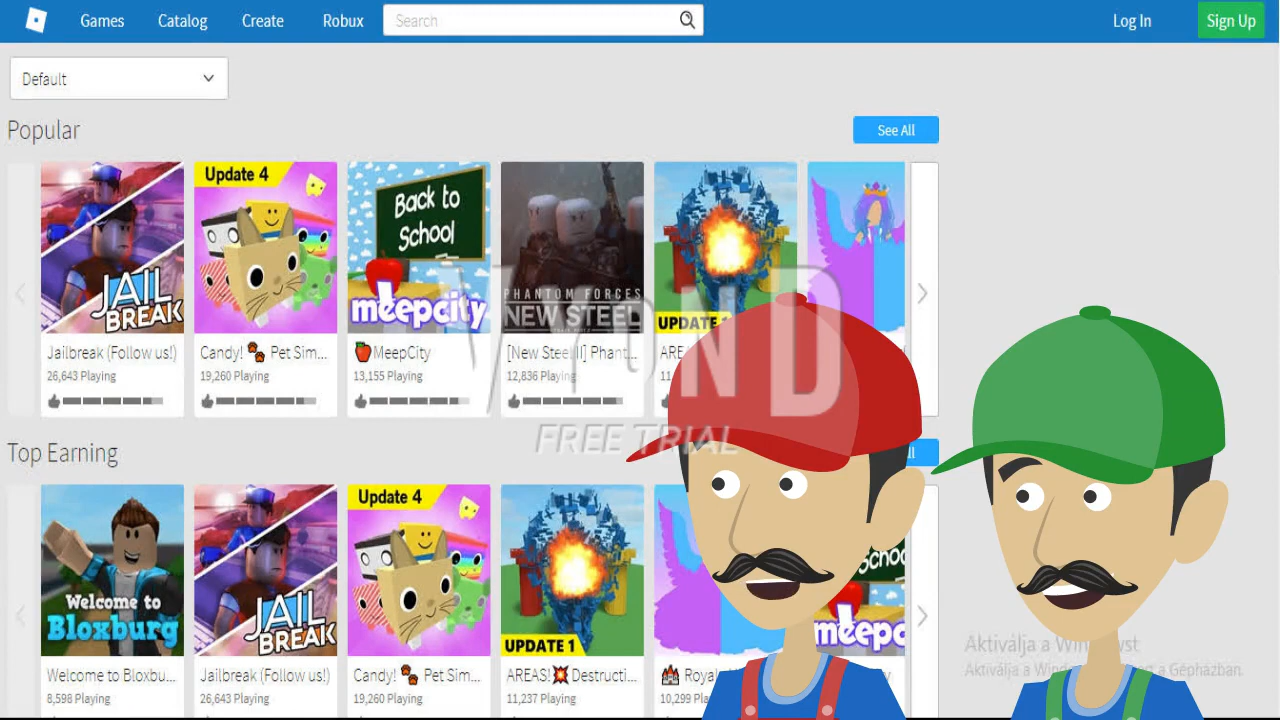 Games Catalog Create Robux Search Log In Sign Up
Default
Popular
See All
JAIL BREAK
Update 4
Back to School
meepcity
PHANTOM FORCES
NEW STEEL
UPDATE
Jailbreak (Follow us!)
26,643 Playing
Candy! 🐾 Pet Sim...
19,260 Playing
🍎MeepCity
13,155 Playing
[New Steel II] Phant...
12,836 Playing
VYOND
FREE TRIAL
Top Earning
Welcome to
Bloxburg
JAIL BREAK
Update 4
UPDATE 1
Welcome to Bloxbu...
8,598 Playing
Jailbreak (Follow us!)
26,643 Playing
Candy! 🐾 Pet Sim...
19,260 Playing
AREAS!💥 Destructi...
11,237 Playing
🏰 Royal
10,299 Playing